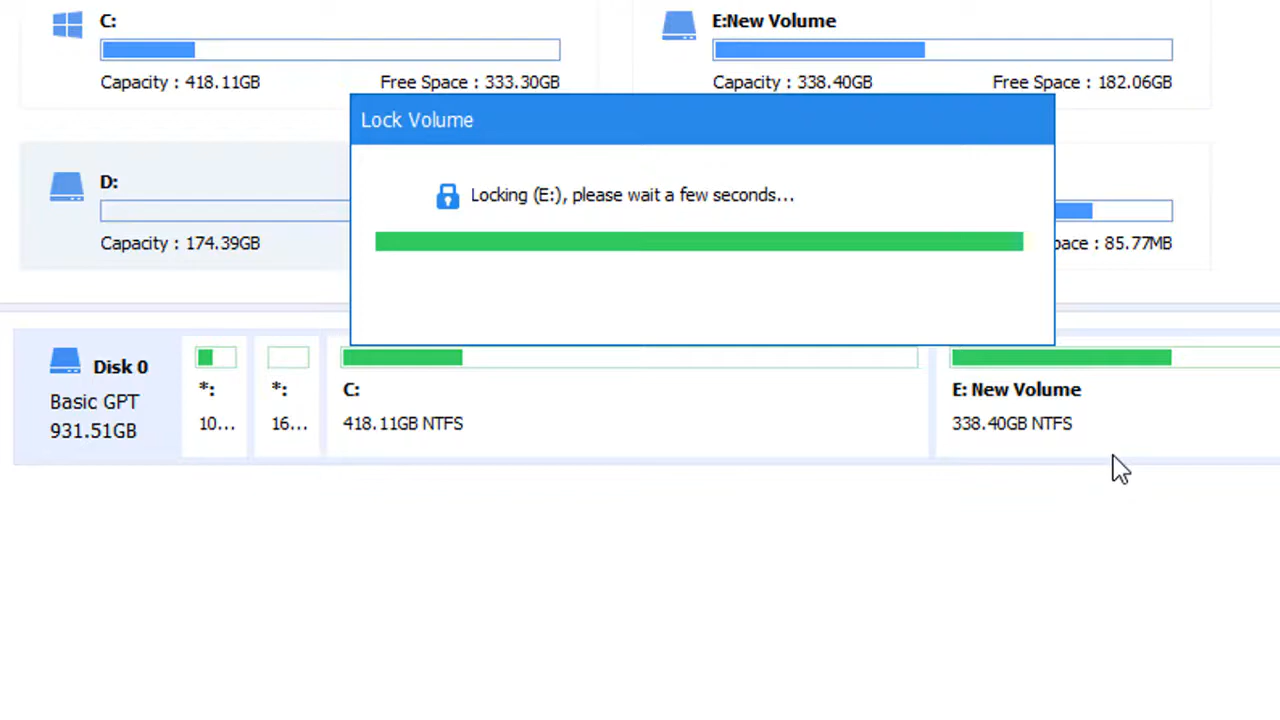 C:
Capacity : 418.11GB Free Space : 333.30GB
E:New Volume
Capacity : 338.40GB Free Space : 182.06GB
Lock Volume
Locking (E:), please wait a few seconds...
D:
Capacity : 174.39GB
pace : 85.77MB
Disk 0
Basic GPT
931.51GB
*:
10...
*:
16...
C:
418.11GB NTFS
E: New Volume
338.40GB NTFS